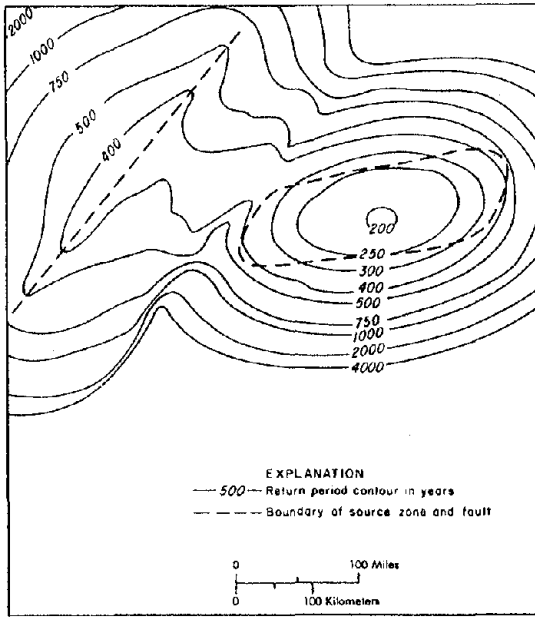 2000
1000
750
500
400
200
250
300
400
500
750
1000
2000
4000
EXPLANATION
500 Return period contour in years
Boundary of source zone and fault
0 100 Miles
0 100 Kilometers